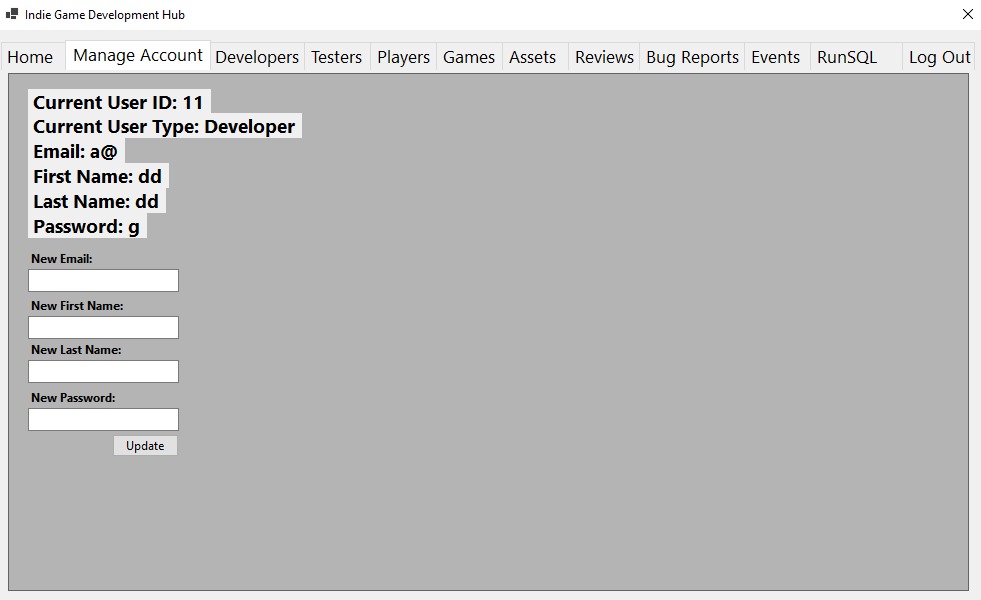 Indie Game Development Hub
Home Manage Account Developers Testers Players Games Assets Reviews Bug Reports Events RunSQL Log Out
Current User ID: 11
Current User Type: Developer
Email: a@
First Name: dd
Last Name: dd
Password: g
New Email:
New First Name:
New Last Name:
New Password:
Update